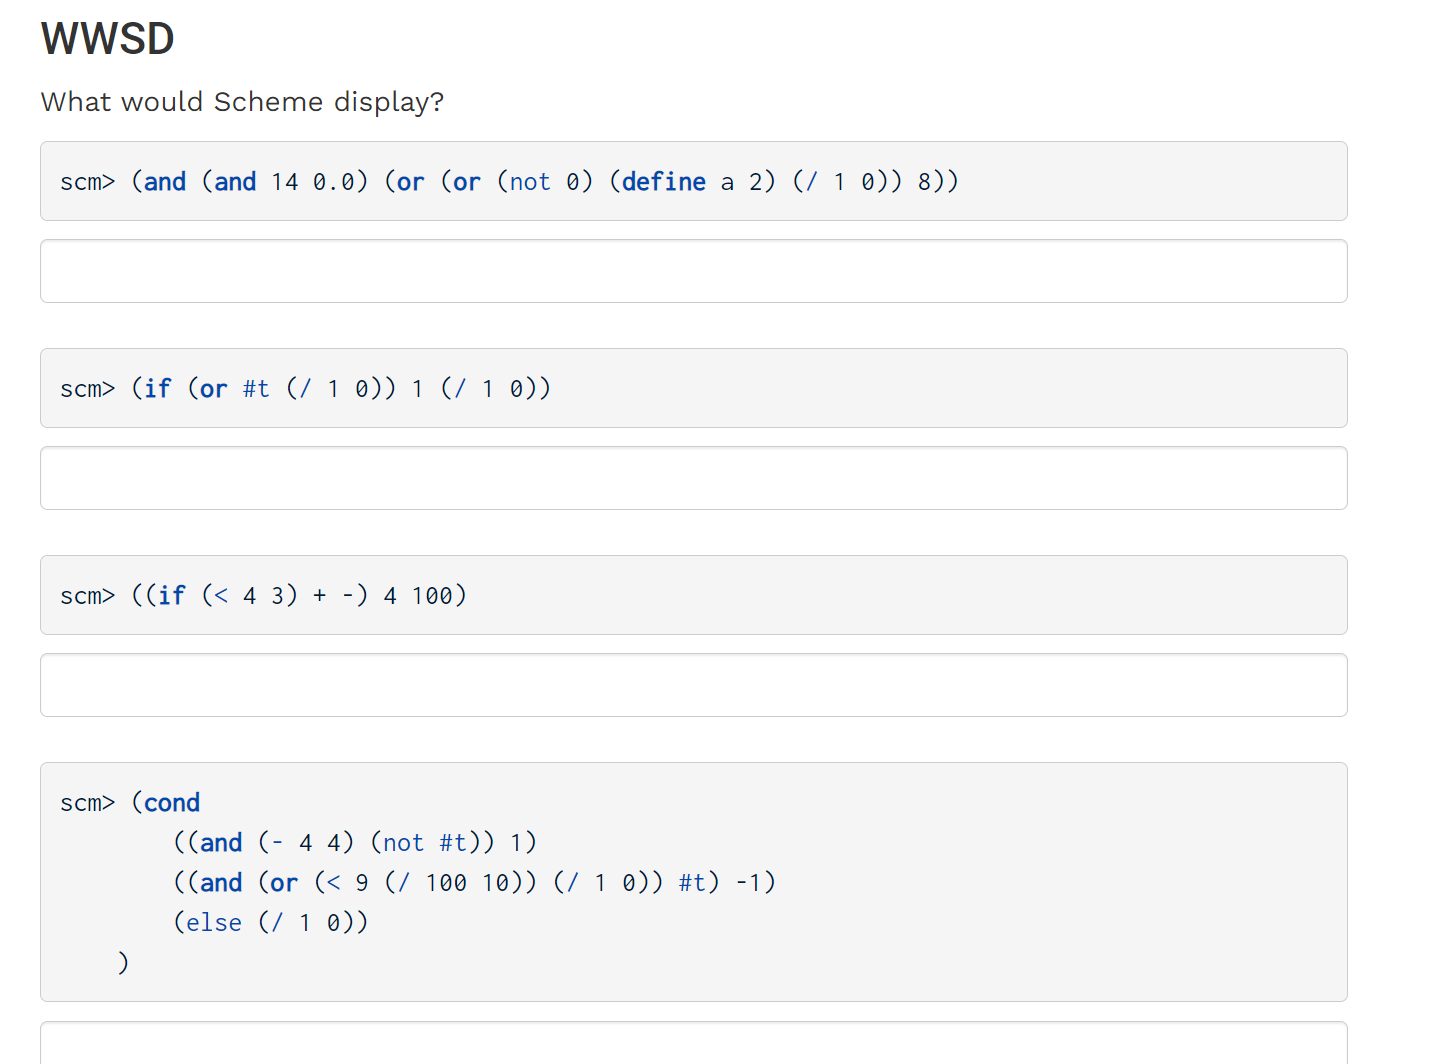 WWSD
What would Scheme display?
scm> (and (and 14 0.0) (or (or (not 0) (define a 2) (/ 1 0)) 8))
scm> (if (or #t (/ 1 0)) 1 (/ 1 0))
scm> ((if (< 4 3) + -) 4 100)
scm> (cond
((and (- 4 4) (not #t)) 1)
((and (or (< 9 (/ 100 10)) (/ 1 0)) #t) -1)
(else (/ 1 0))
)